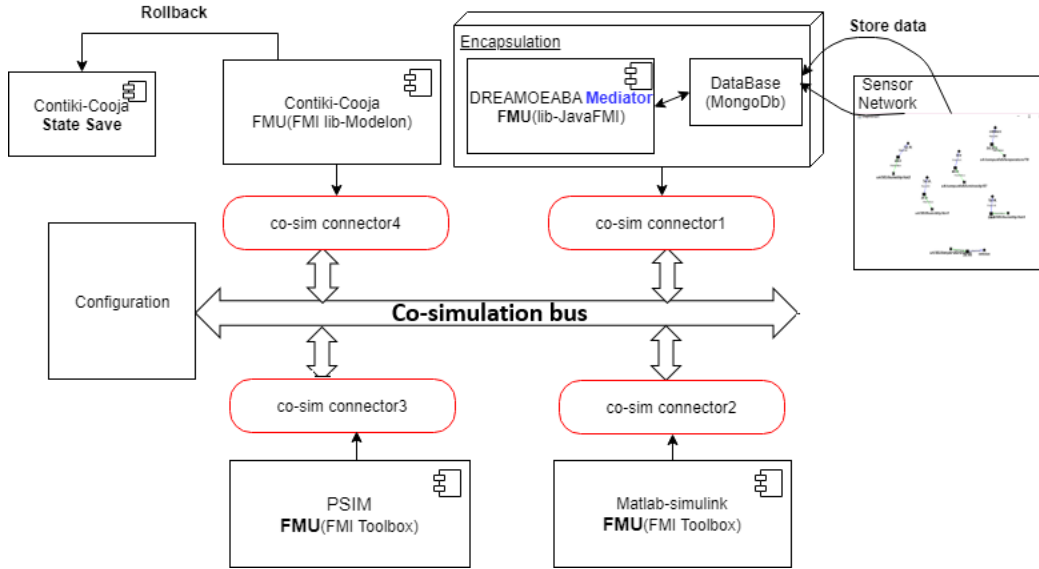 Rollback
Encapsulation
Store data
Contiki-Cooja
State Save
Contiki-Cooja
FMU(FMI lib-Modelon)
DREAMOEABA Mediator
FMU(lib-JavaFMI)
DataBase
(MongoDb)
Sensor
Network
co-sim connector4
co-sim connector1
Configuration
Co-simulation bus
co-sim connector3
co-sim connector2
PSIM
FMU(FMI Toolbox)
Matlab-simulink
FMU(FMI Toolbox)